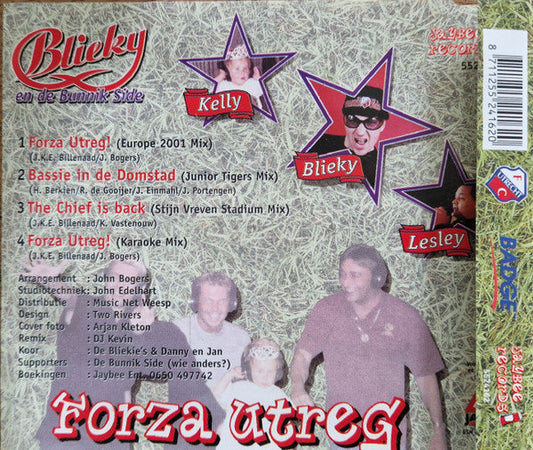 Blieky
en de Bunnik Side
Kelly
Blieky
Lesley
1 Forza Utreg! (Europe 2001 Mix)
(J.K.E. Billenaad/J. Bogers)
2 Bassie in de Domstad (Junior Tigers Mix)
(H. Berkien/R. de Gooijer/J. Einmahl/J. Portengen)
3 The Chief is back (Stijn Vreven Stadium Mix)
(J.K.E. Billenaad/K. Vastenouw)
4 Forza Utreg! (Karaoke Mix)
(J.K.E. Billenaad/J. Bogers)
Arrangement : John Bogers
Studiotechniek : John Edelhart
Distributie : Music Net Weesp
Design : Two Rivers
Cover foto : Arjan Kleton
Remix : DJ Kevin
Koor : De Bliekie's & Danny en Jan
Supporters : De Bunnik Side (wie anders?)
Boekingen : Jaybee Ent. 0650 497742
Forza utreg
8 711255 241620
BADGE
Jaybee
records